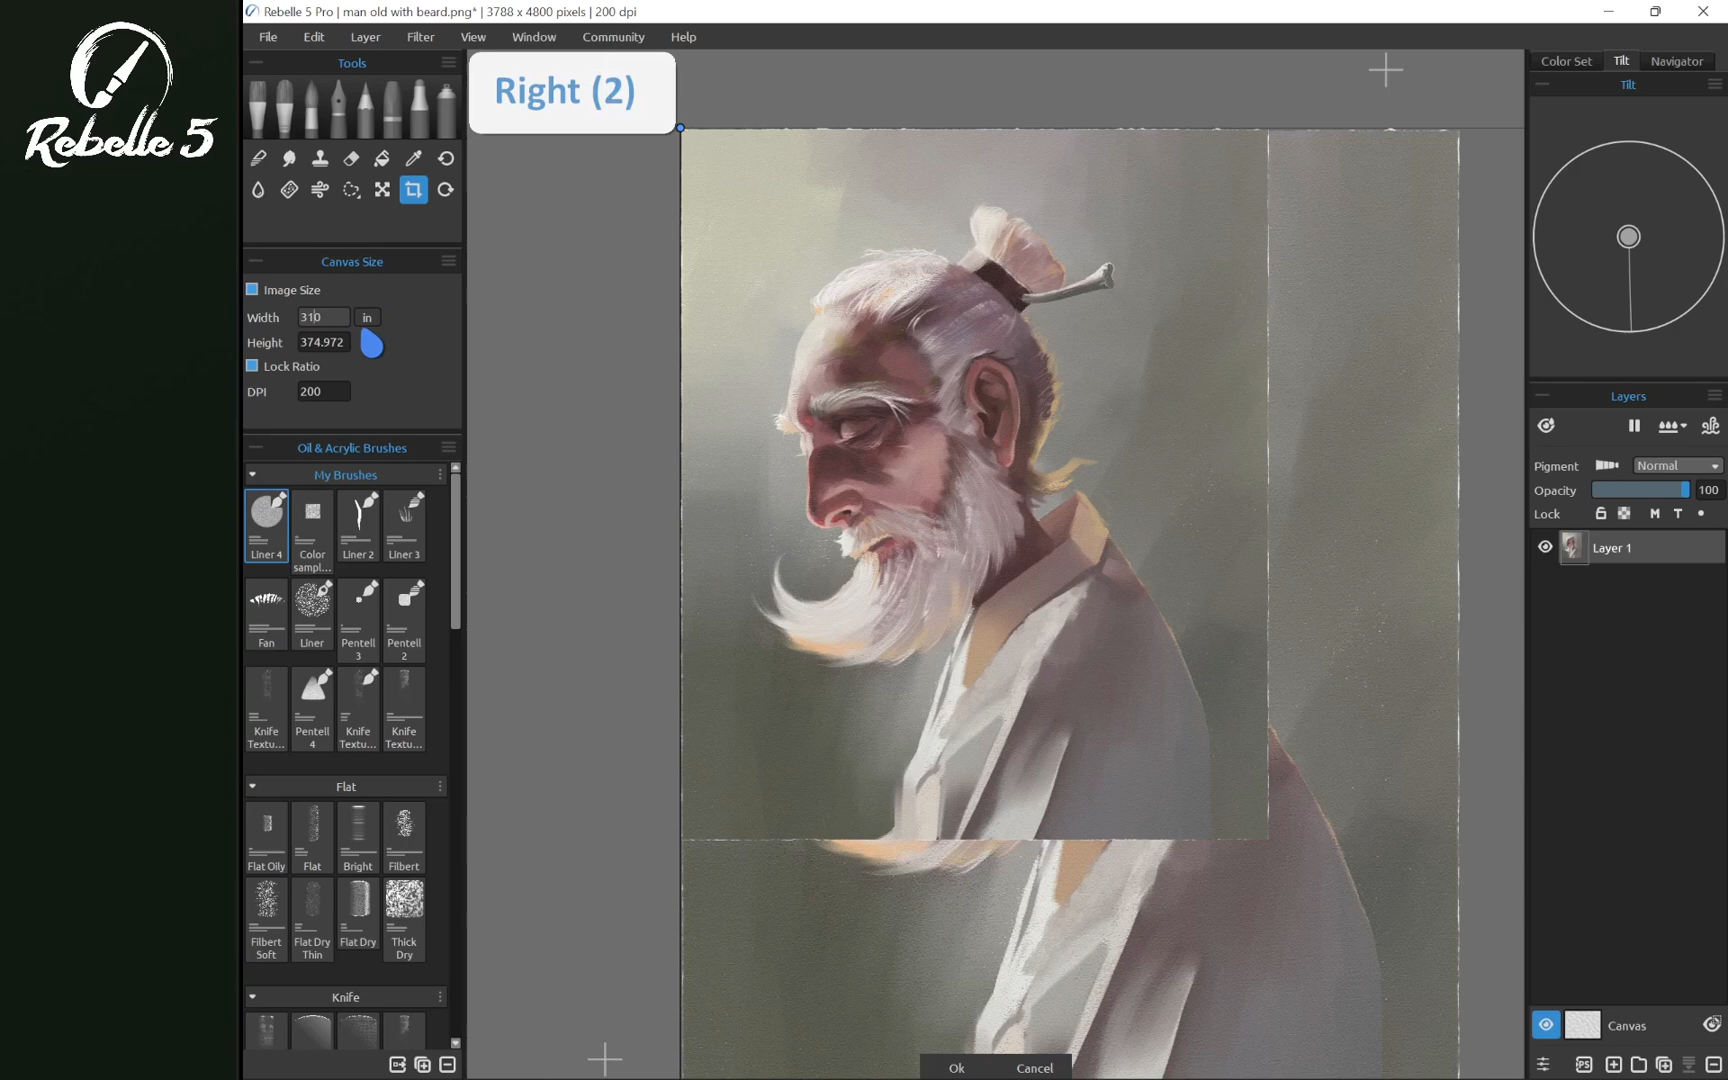 Rebelle 5 Pro | man old with beard.png* | 3788 x 4800 pixels | 200 dpi
Rebelle 5
File Edit Layer Filter View Window Community Help
Tools
Right (2)
Canvas Size
Image Size
Width 310 in
Height 374.972
Lock Ratio
DPI 200
Oil & Acrylic Brushes
My Brushes
Liner 4 Color sampl... Liner 2 Liner 3
Fan Liner Pentell 3 Pentell 2
Knife Textu... Pentell 4 Knife Textu... Knife Textu...
Flat
Flat Oily Flat Bright Filbert
Filbert Soft Flat Dry Thin Flat Dry Thick Dry
Knife
Ok Cancel
Color Set Tilt Navigator
Tilt
Layers
Pigment Normal
Opacity 100
Lock M T
Layer 1
Canvas
PS